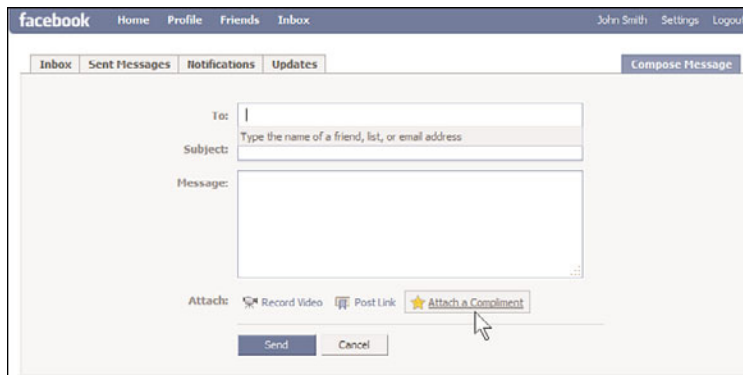 facebook Home Profile Friends Inbox John Smith Settings Logout
Inbox Sent Messages Notifications Updates Compose Message
To:
Type the name of a friend, list, or email address
Subject:
Message:
Attach: Record Video Post Link Attach a Compliment
Send Cancel